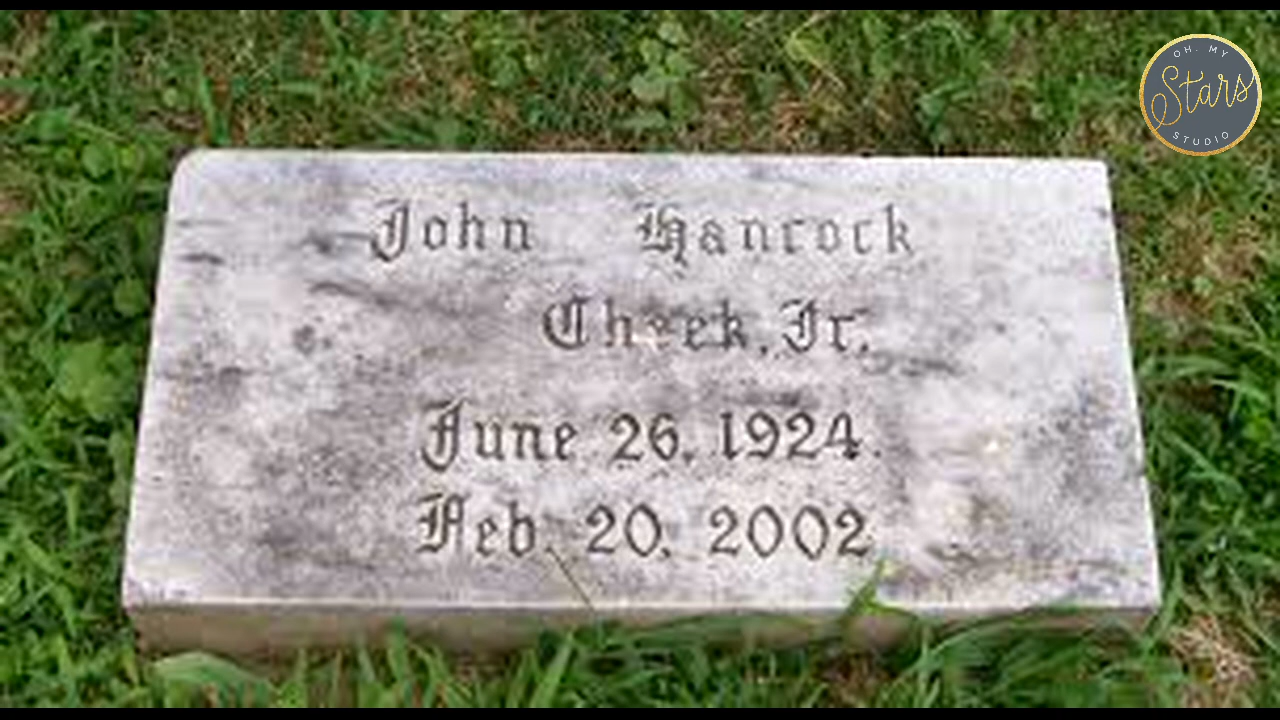 OH, MY
Stars
STUDIO
John Hancock
Cheek, Jr.
June 26, 1924
Feb. 20, 2002